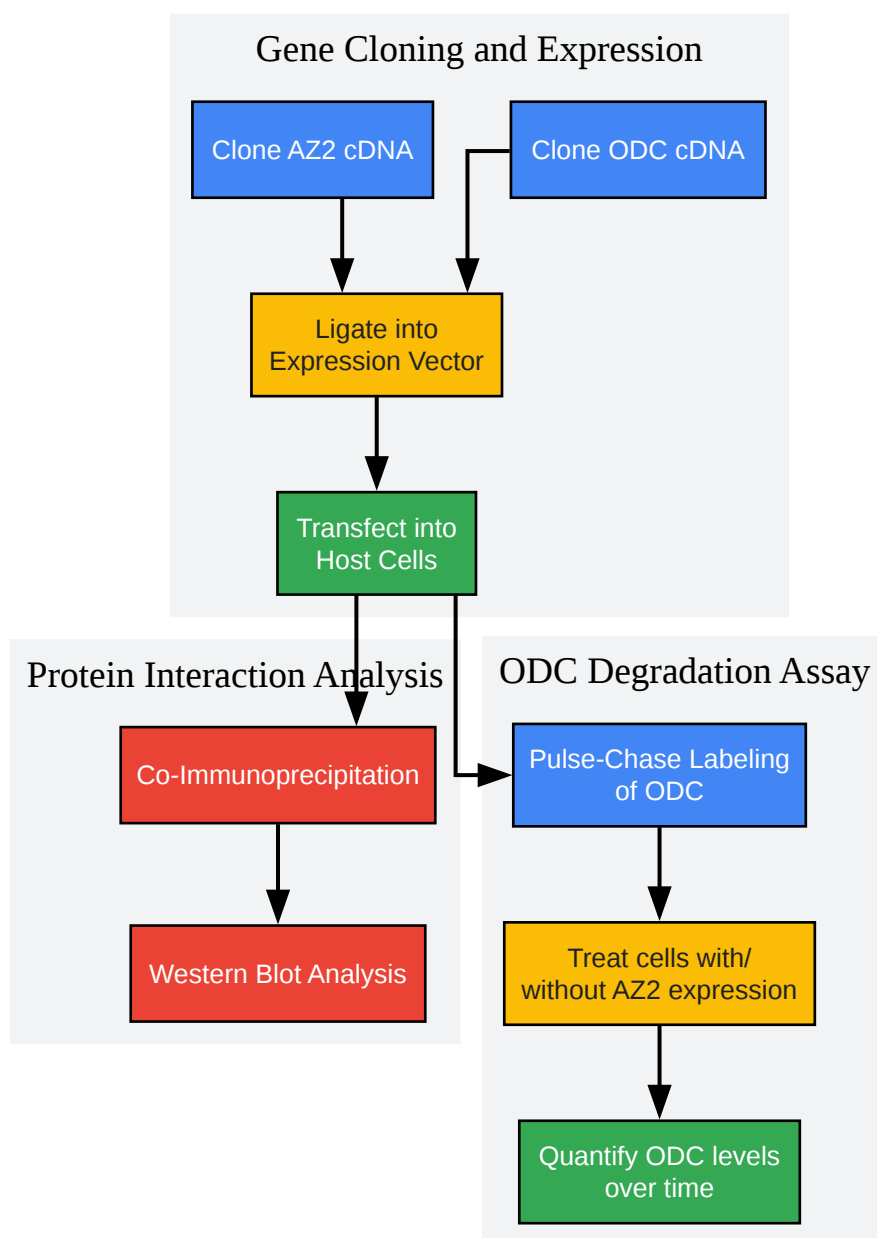 Gene Cloning and Expression
Clone AZ2 cDNA
Clone ODC cDNA
Ligate into
Expression Vector
Transfect into
Host Cells
Protein Interaction Analysis
Co-Immunoprecipitation
Western Blot Analysis
ODC Degradation Assay
Pulse-Chase Labeling
of ODC
Treat cells with/
without AZ2 expression
Quantify ODC levels
over time